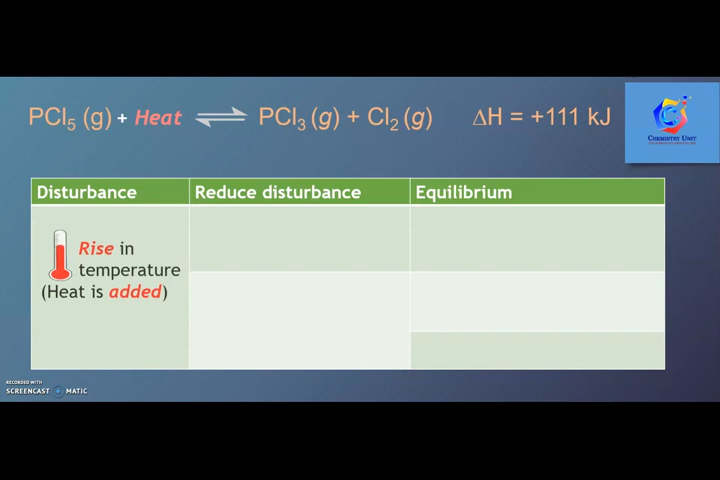 PCl₅ (g) + Heat ⇌ PCl₃ (g) + Cl₂ (g) ΔH = +111 kJ
CHEMISTRY UNIT
Disturbance Reduce disturbance Equilibrium
Rise in
temperature
(Heat is added)
RECORDED WITH
SCREENCAST MATIC